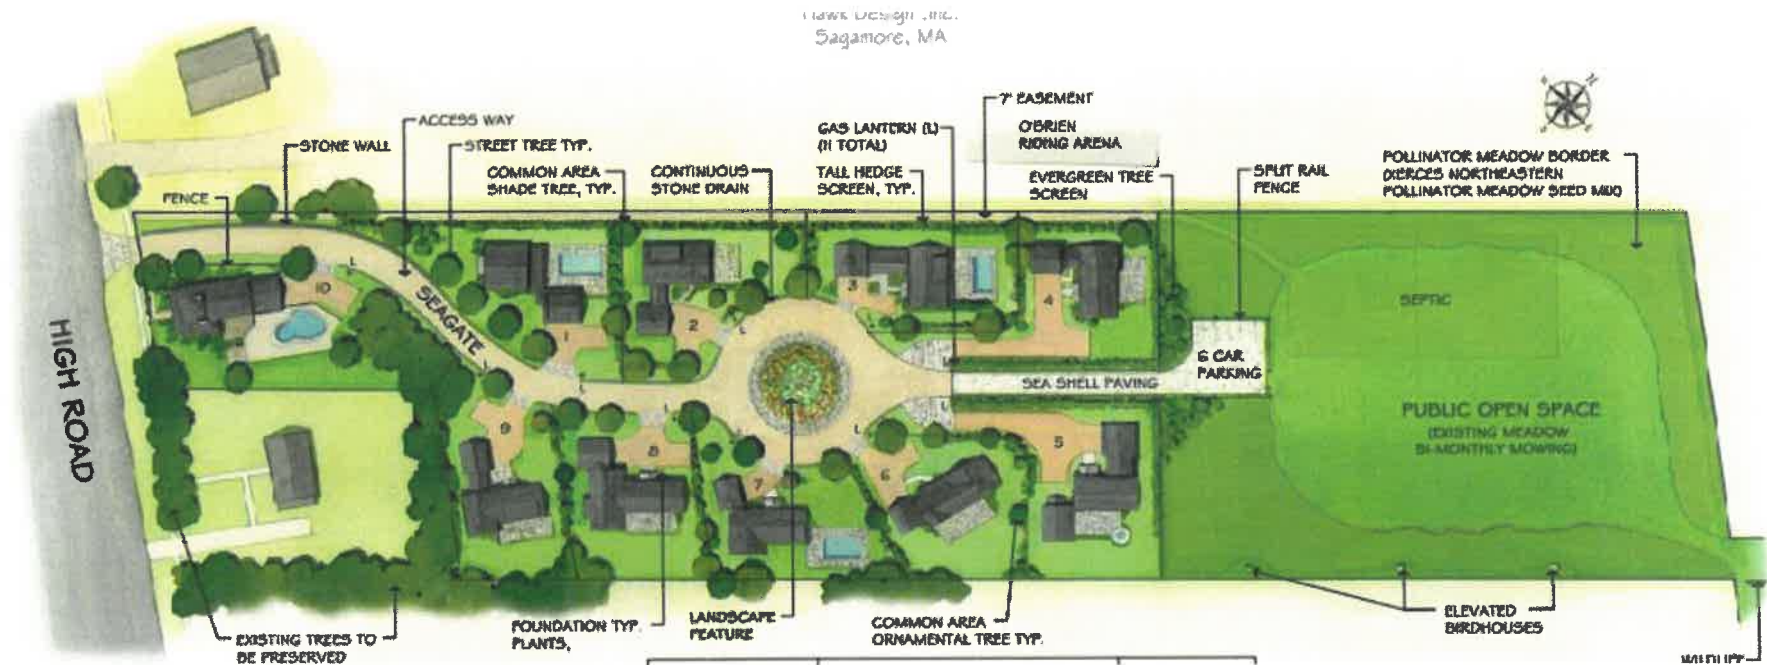 Hawk Design, Inc.
Sagamore, MA
7' EASEMENT
ACCESS WAY
STONE WALL
STREET TREE TYP.
GAS LANTERN (L)
(11 TOTAL)
O'BRIEN
RIDING ARENA
COMMON AREA
SHADE TREE, TYP.
CONTINUOUS
STONE DRAIN
TALL HEDGE
SCREEN, TYP.
EVERGREEN TREE
SCREEN
SPLIT RAIL
FENCE
POLLINATOR MEADOW BORDER
(XERCES NORTHEASTERN
POLLINATOR MEADOW SEED MIX)
FENCE
L
10
SEAGATE
1
2
L
3
4
L
SEPTIC
6 CAR
PARKING
SEA SHELL PAVING
HIGH ROAD
L
L
L
PUBLIC OPEN SPACE
(EXISTING MEADOW
BI-MONTHLY MOWING)
9
8
L
7
L
6
5
EXISTING TREES TO
BE PRESERVED
FOUNDATION TYP.
PLANTS,
LANDSCAPE
FEATURE
COMMON AREA
ORNAMENTAL TREE TYP.
ELEVATED
BIRDHOUSES
WILDLIFE